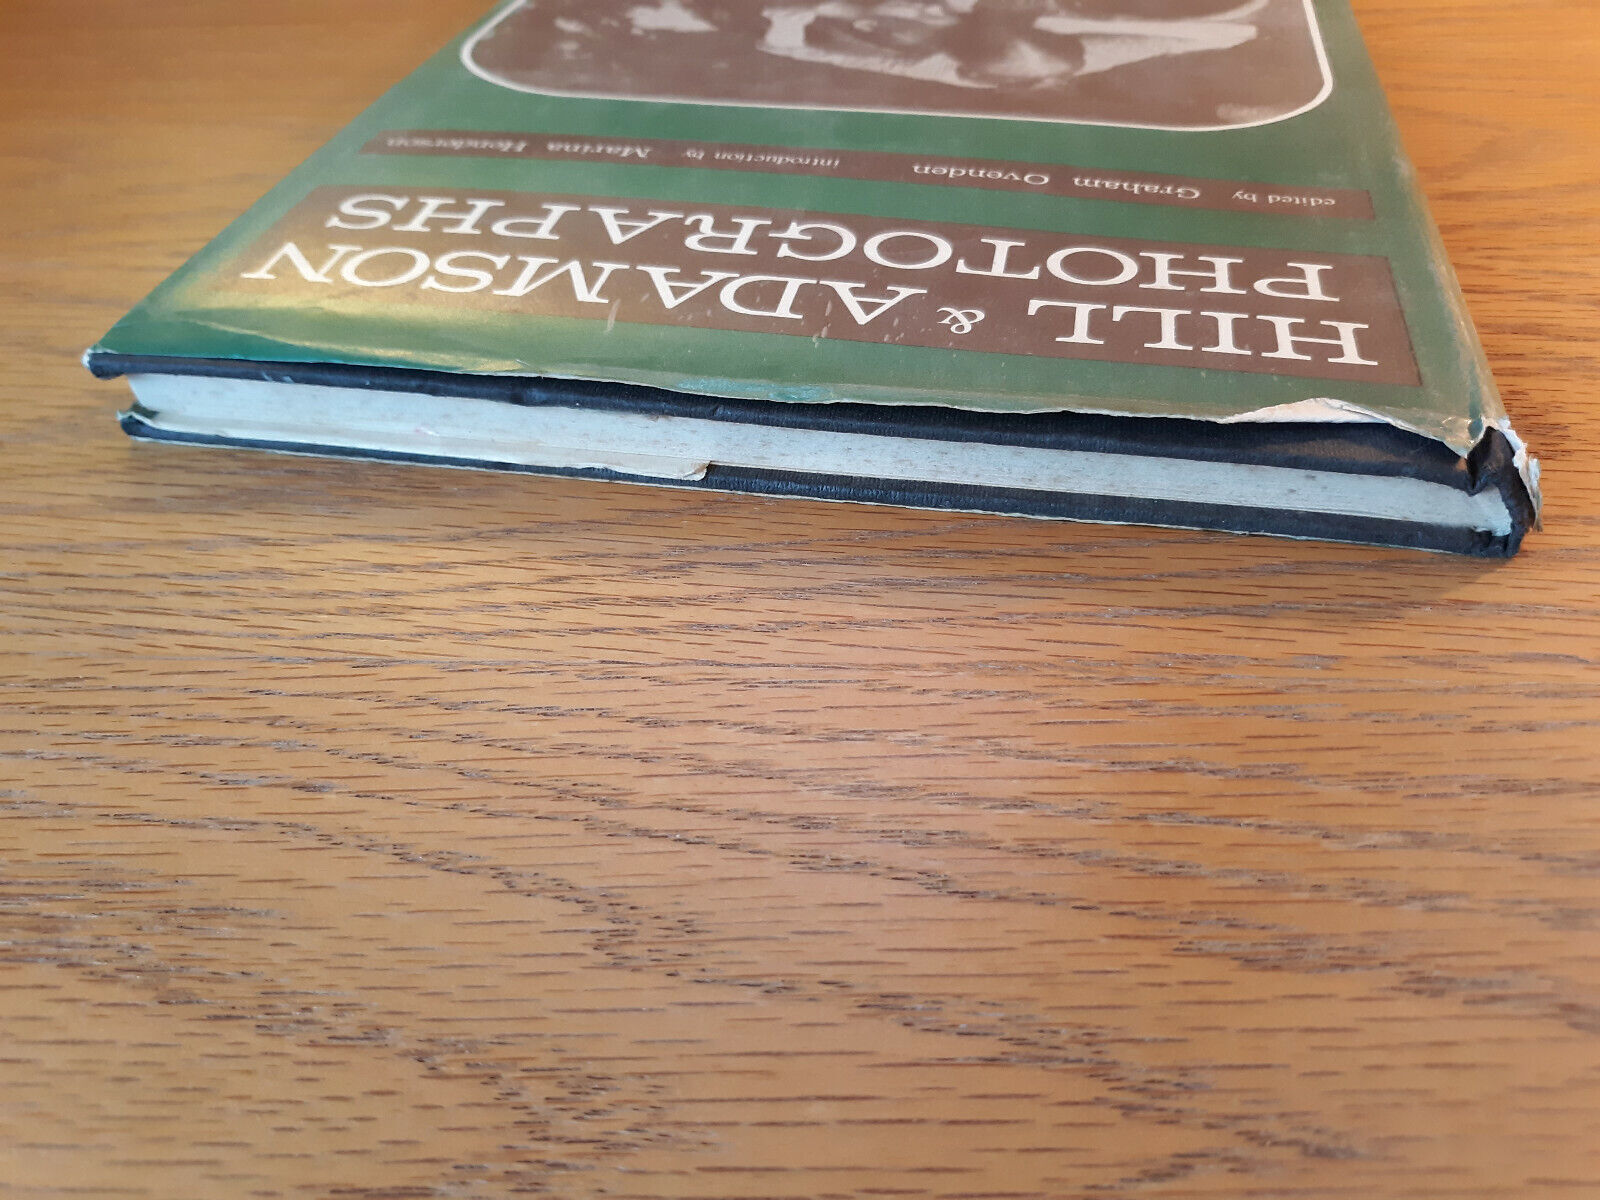 HILL & ADAMSON
PHOTOGRAPHS
edited by Graham Ovenden introduction by Marina Henderson